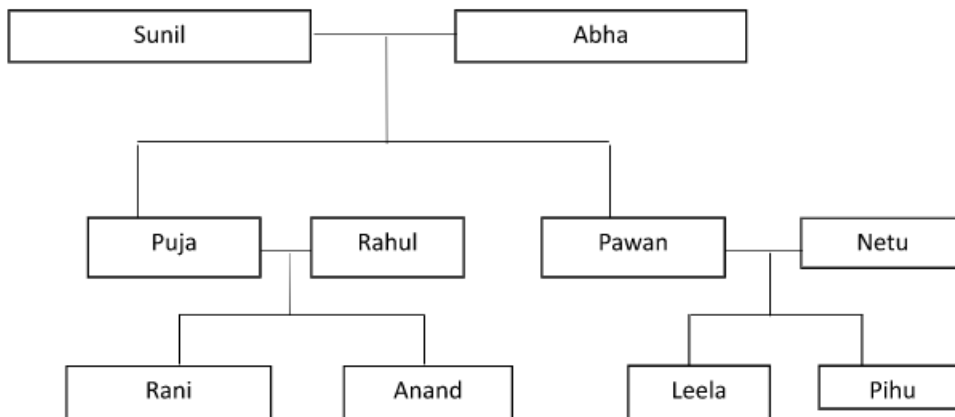 Sunil Abha
Puja Rahul Pawan Netu
Rani Anand Leela Pihu